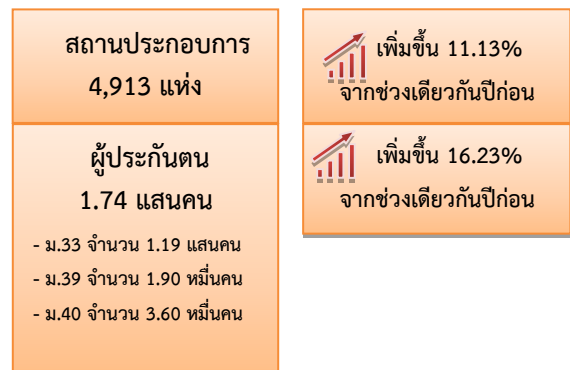 สถานประกอบการ
4,913 แห่ง
เพิ่มขึ้น 11.13%
จากช่วงเดียวกันปีก่อน
ผู้ประกันตน
1.74 แสนคน
- ม.33 จำนวน 1.19 แสนคน
- ม.39 จำนวน 1.90 หมื่นคน
- ม.40 จำนวน 3.60 หมื่นคน
เพิ่มขึ้น 16.23%
จากช่วงเดียวกันปีก่อน